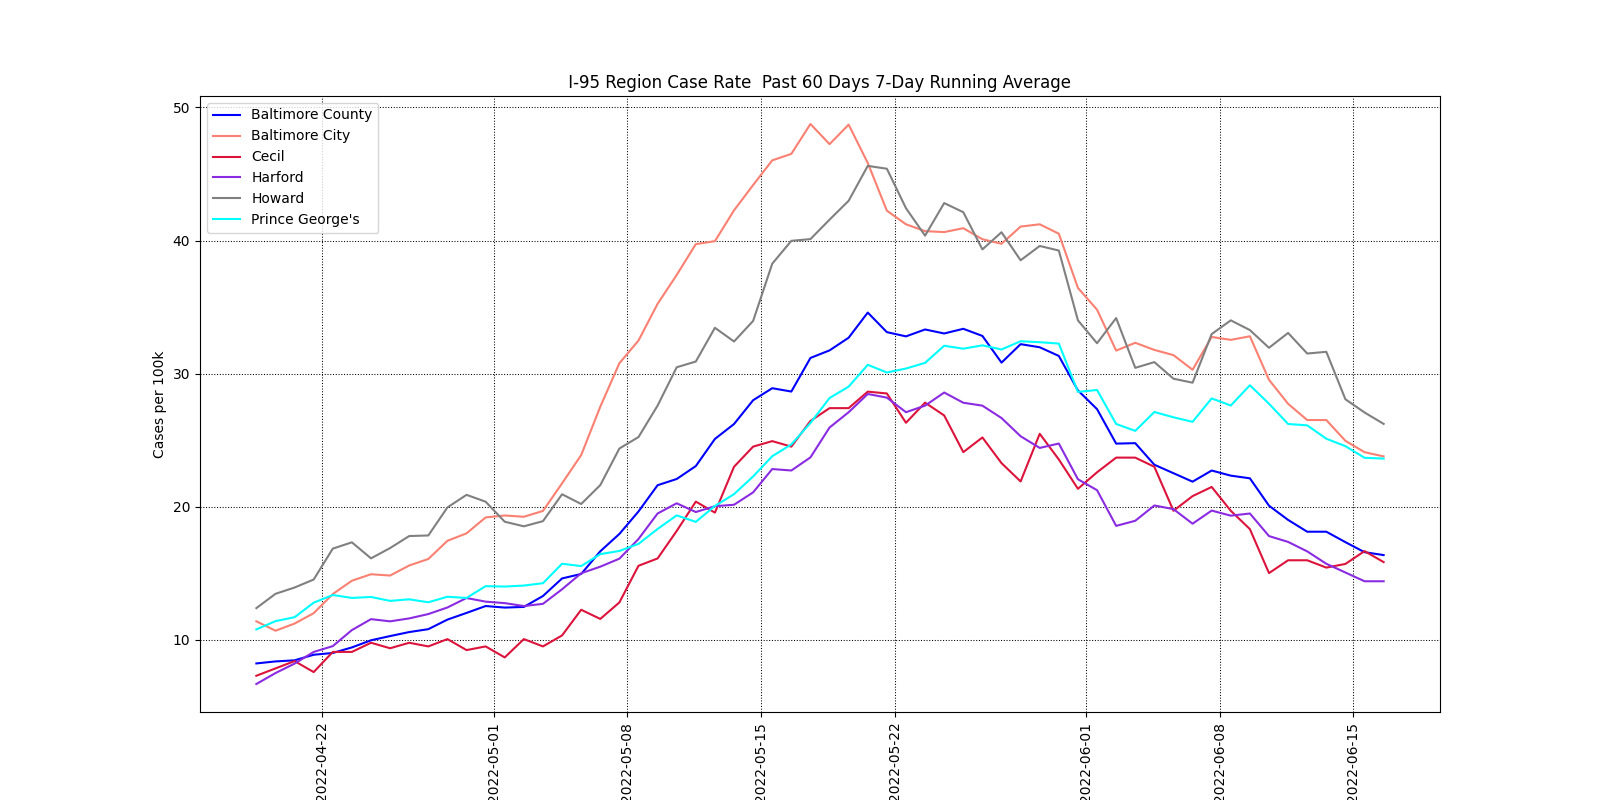 I-95 Region Case Rate  Past 60 Days 7-Day Running Average
Cases per 100k
50
40
30
20
10
Baltimore County
Baltimore City
Cecil
Harford
Howard
Prince George's
2022-04-22
2022-05-01
2022-05-08
2022-05-15
2022-05-22
2022-06-01
2022-06-08
2022-06-15